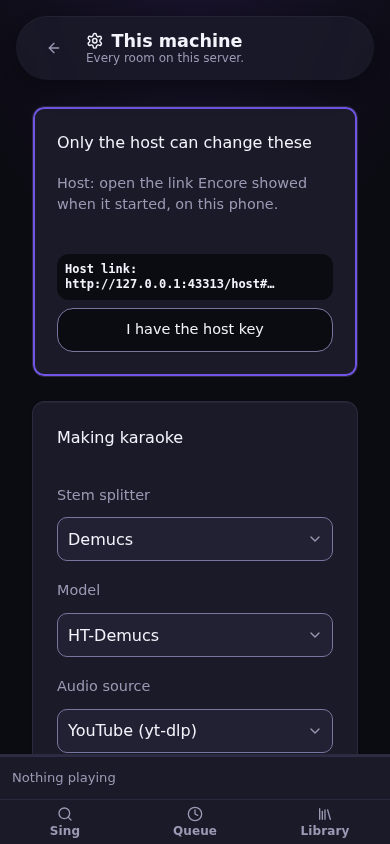 This machine
Every room on this server.
Only the host can change these
Host: open the link Encore showed
when it started, on this phone.
Host link:
http://127.0.0.1:43313/host#…
I have the host key
Making karaoke
Stem splitter
Demucs
Model
HT-Demucs
Audio source
YouTube (yt-dlp)
Nothing playing
Sing
Queue
Library